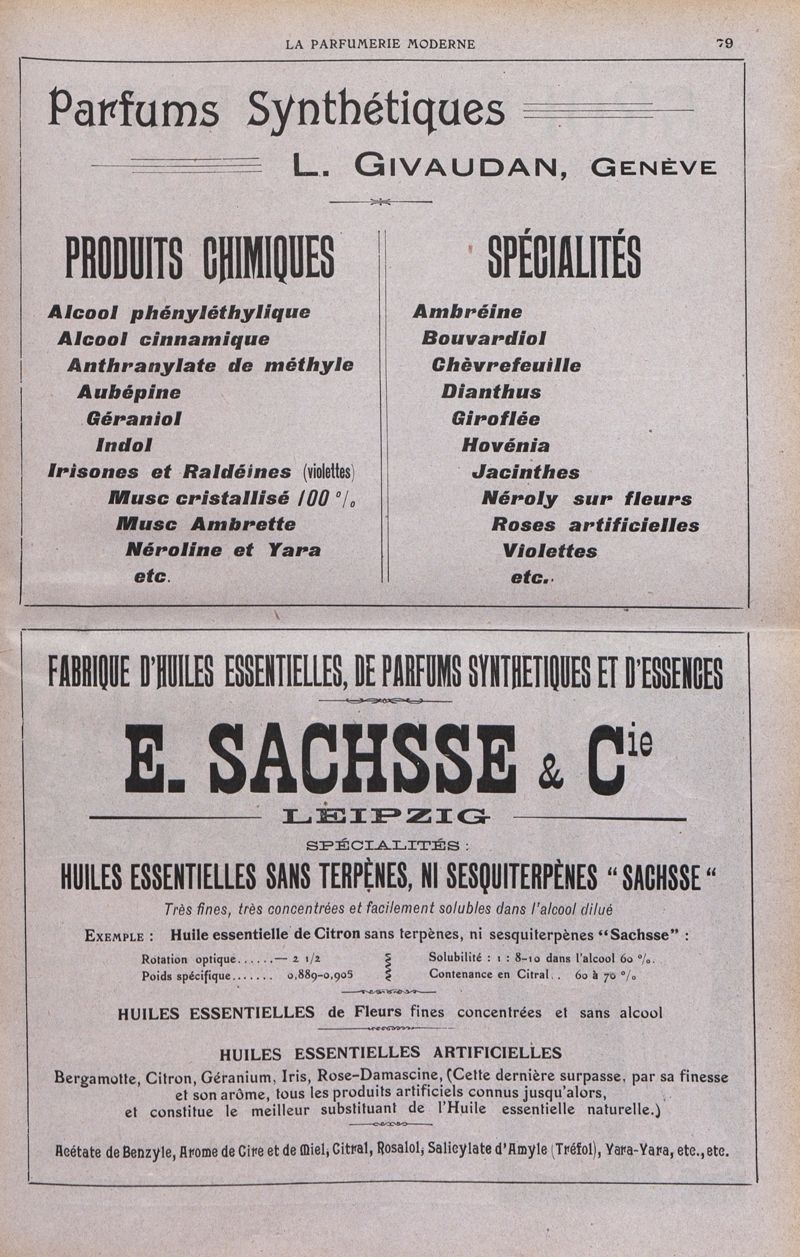 LA PARFUMERIE MODERNE 79
Parfums Synthétiques
L. GIVAUDAN, GENÈVE
PRODUITS CHIMIQUES
Alcool phényléthylique
Alcool cinnamique
Anthranylate de méthyle
Aubépine
Géraniol
Indol
Irisones et Raldéines (violettes)
Musc cristallisé 100 %
Musc Ambrette
Néroline et Yara
etc.
SPÉCIALITÉS
Ambréine
Bouvardiol
Chèvrefeuille
Dianthus
Giroflée
Hovénia
Jacinthes
Néroly sur fleurs
Roses artificielles
Violettes
etc..
FABRIQUE D'HUILES ESSENTIELLES, DE PARFUMS SYNTHETIQUES ET D'ESSENCES
E. SACHSSE & Cie
LEIPZIG
SPÉCIALITÉS :
HUILES ESSENTIELLES SANS TERPÈNES, NI SESQUITERPÈNES "SACHSSE"
Très fines, très concentrées et facilement solubles dans l'alcool dilué
EXEMPLE : Huile essentielle de Citron sans terpènes, ni sesquiterpènes "Sachsse" :
Rotation optique......— 2 1/2
Poids spécifique....... 0,889-0,905
Solubilité : 1 : 8-10 dans l'alcool 60 %.
Contenance en Citral.. 60 à 70 %
HUILES ESSENTIELLES de Fleurs fines concentrées et sans alcool
HUILES ESSENTIELLES ARTIFICIELLES
Bergamotte, Citron, Géranium, Iris, Rose-Damascine, (Cette dernière surpasse, par sa finesse
et son arôme, tous les produits artificiels connus jusqu'alors,
et constitue le meilleur substituant de l'Huile essentielle naturelle.)
Acétate de Benzyle, Arome de Cire et de Miel, Citral, Rosalol, Salicylate d'Amyle (Tréfol), Yara-Yara, etc., etc.